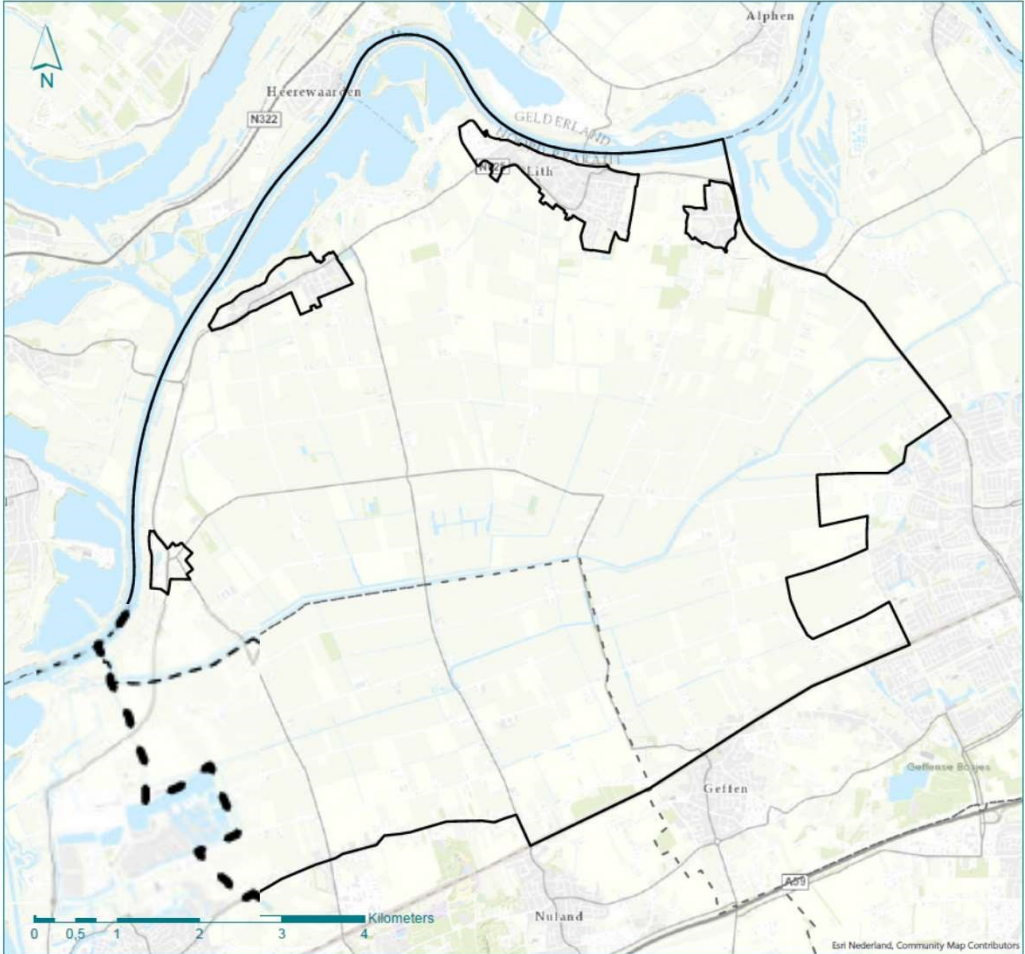 Alphen
N
Heerewaarden
N322
GELDERLAND
Lith
Geffense Bosjes
Geffen
A59
Nuland
Kilometers
0 0,5 1 2 3 4
Esri Nederland, Community Map Contributors